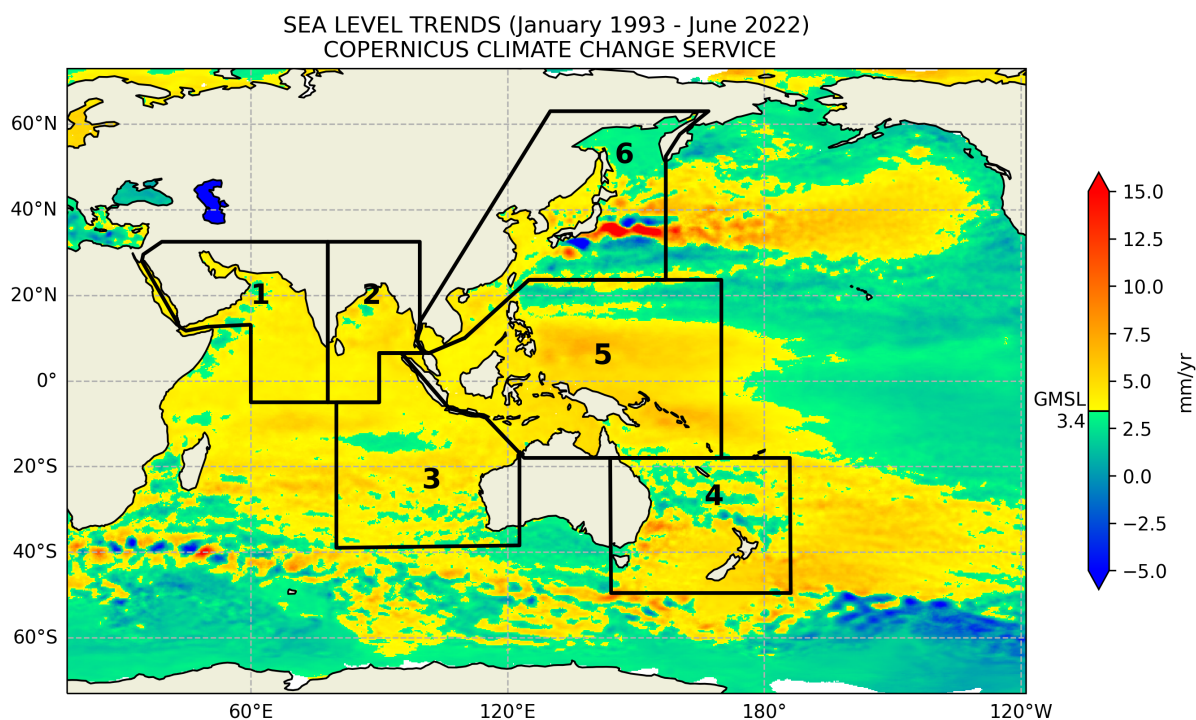 SEA LEVEL TRENDS (January 1993 - June 2022)
COPERNICUS CLIMATE CHANGE SERVICE
60°N
40°N
20°N
0°
20°S
40°S
60°S
60°E
120°E
180°
120°W
1
2
3
4
5
6
GMSL
3.4
15.0
12.5
10.0
7.5
5.0
2.5
0.0
−2.5
−5.0
mm/yr